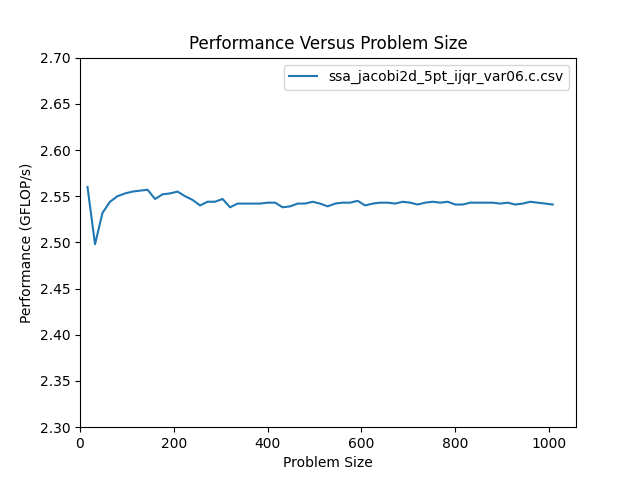 Performance Versus Problem Size
ssa_jacobi2d_5pt_ijqr_var06.c.csv
Performance (GFLOP/s)
2.70
2.65
2.60
2.55
2.50
2.45
2.40
2.35
2.30
0 200 400 600 800 1000
Problem Size